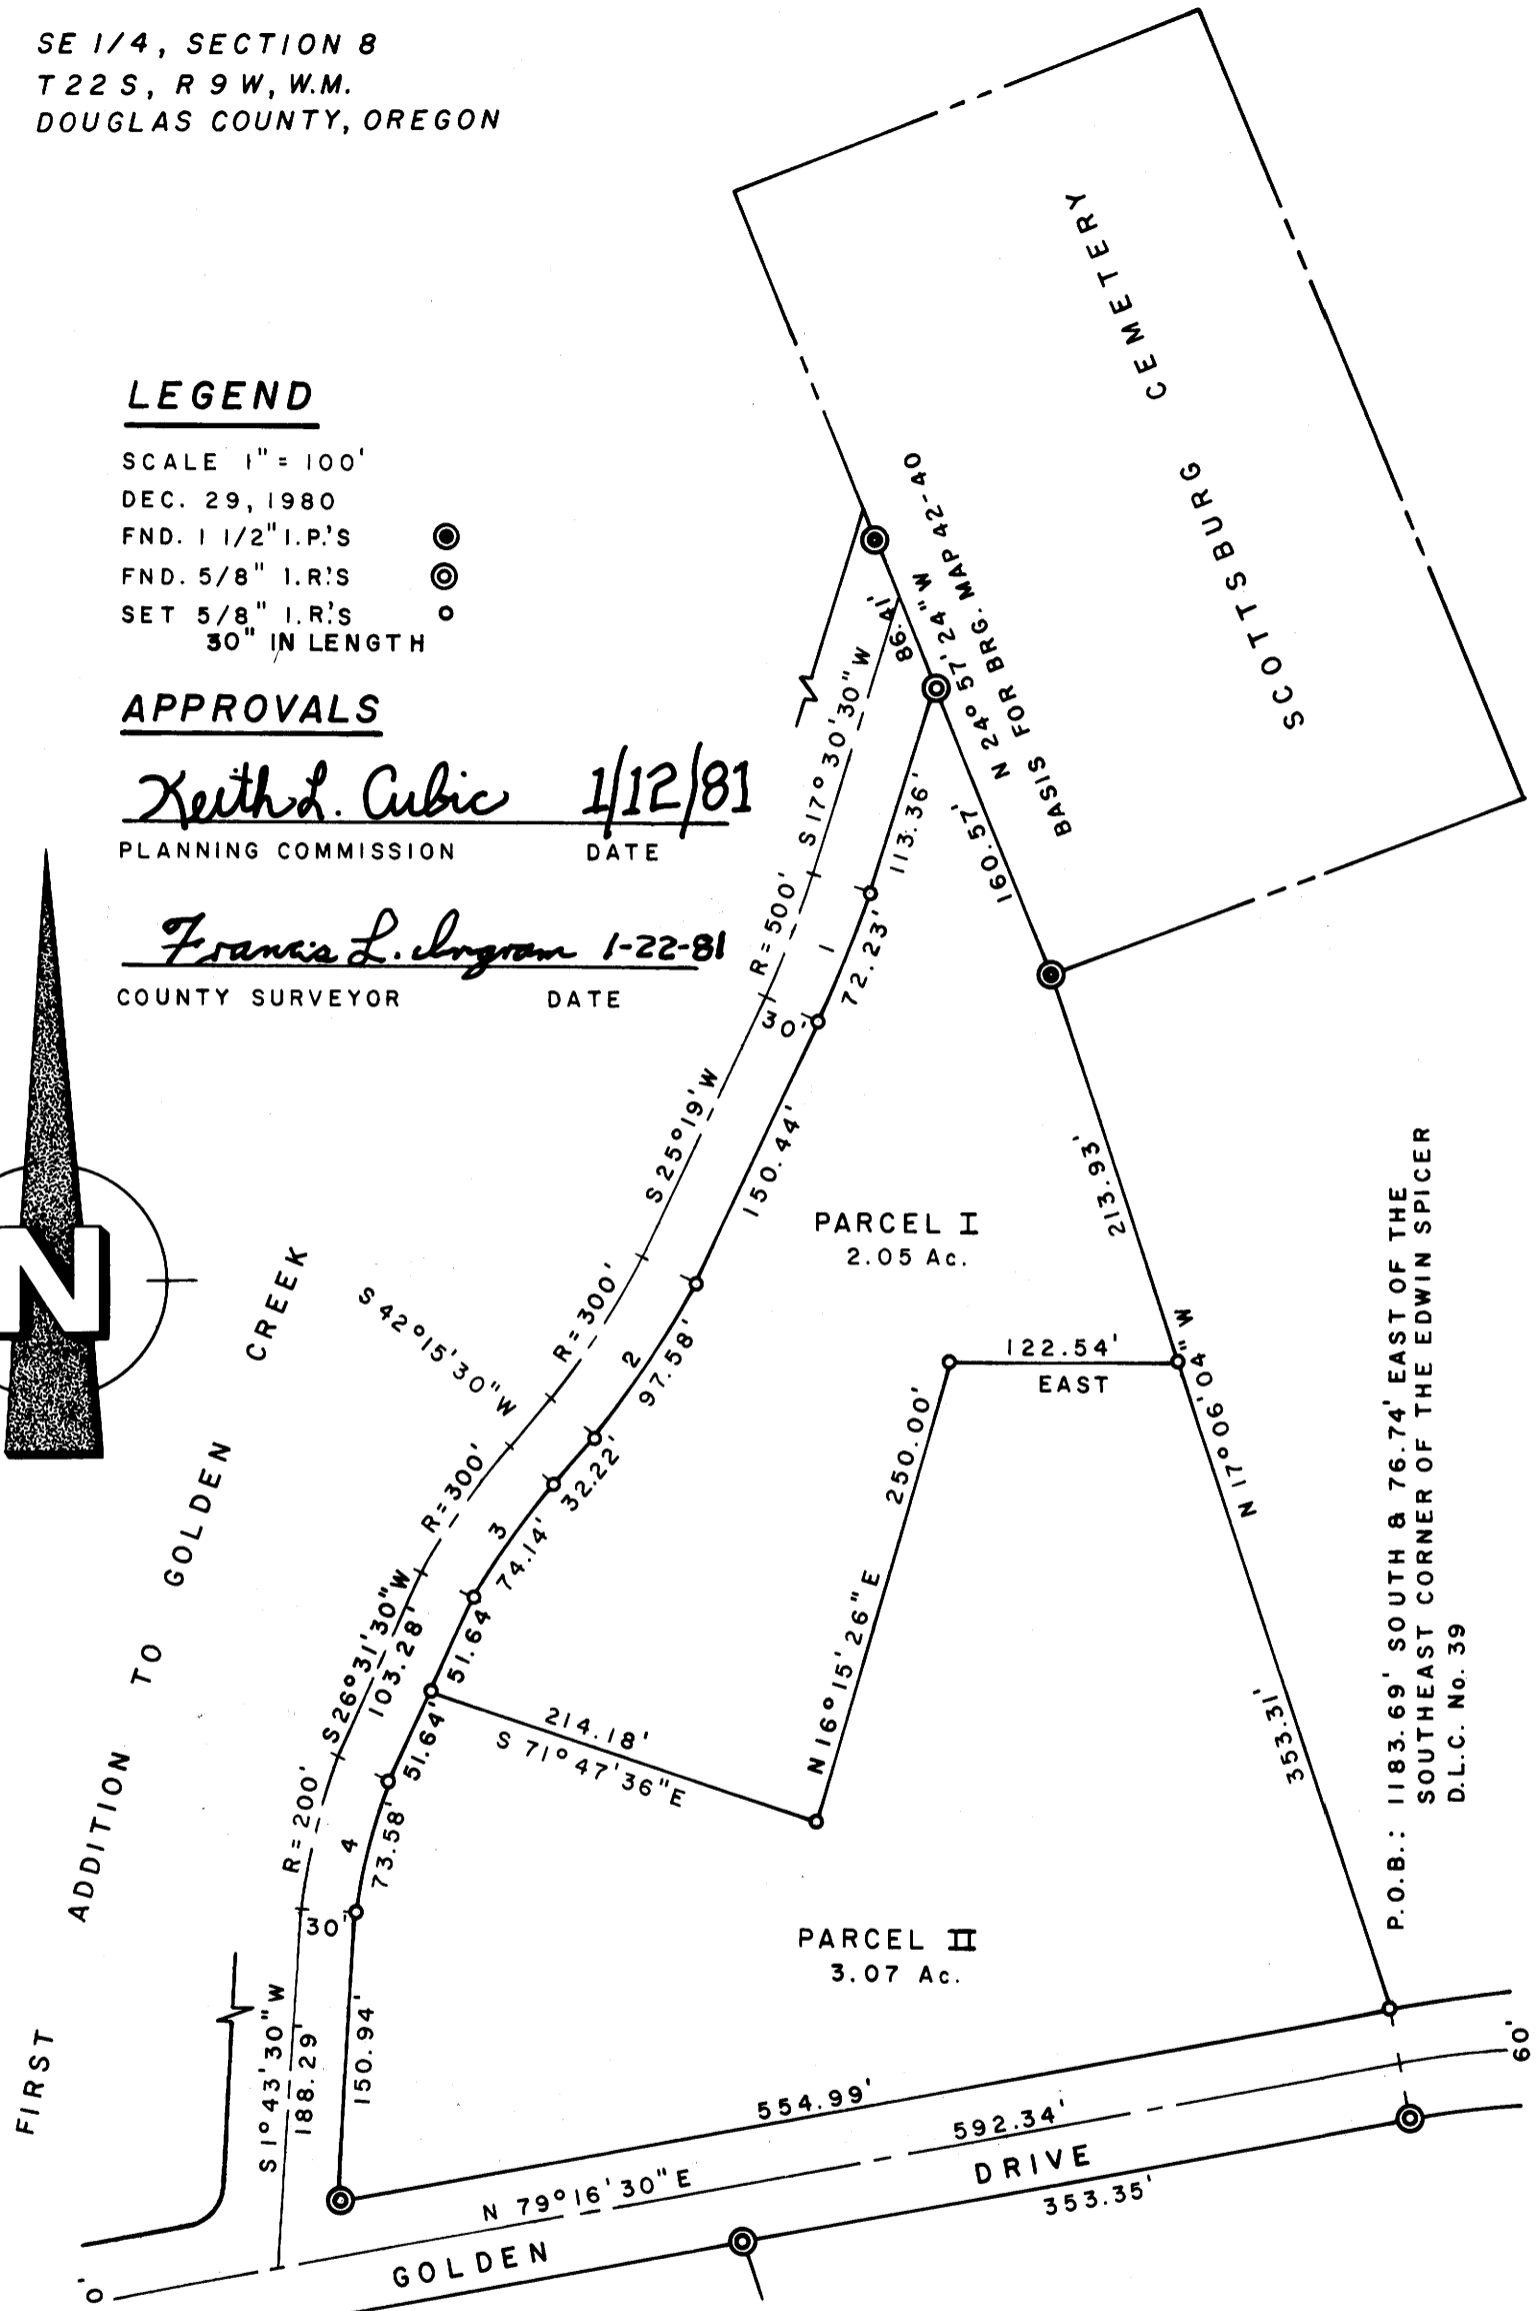 SE 1/4, SECTION 8
T 22 S, R 9 W, W.M.
DOUGLAS COUNTY, OREGON
LEGEND
SCALE 1" = 100'
DEC. 29, 1980
FND. 1 1/2" I.P.'S
FND. 5/8" I.R.'S
SET 5/8" I.R.'S
30" IN LENGTH
APPROVALS
Keith L. Cubic 1/12/81
PLANNING COMMISSION DATE
Francis L. Ingram 1-22-81
COUNTY SURVEYOR DATE
N
SCOTTSBURG CEMETERY
86.41'
N 24° 57' 24" W
BASIS FOR BRG. MAP 42-40
160.57'
S 17° 30' 30" W
113.36'
R = 500'
1
72.23'
30'
S 25° 19' W
150.44'
213.93'
PARCEL I
2.05 Ac.
R = 300'
2
97.58'
S 42° 15' 30" W
122.54'
EAST
N 17° 06' 04" W
32.22'
R = 300'
3
74.14'
250.00'
N 16° 15' 26" E
S 26° 31' 30" W
103.28'
51.64'
51.64'
214.18'
S 71° 47' 36" E
353.31'
R = 200'
4
73.58'
30'
PARCEL II
3.07 Ac.
S 1° 43' 30" W
188.29'
150.94'
FIRST ADDITION TO GOLDEN CREEK
P.O.B.: 1183.69' SOUTH & 76.74' EAST OF THE
SOUTHEAST CORNER OF THE EDWIN SPICER
D.L.C. No. 39
554.99'
592.34'
N 79° 16' 30" E
GOLDEN DRIVE
353.35'
60'
0'